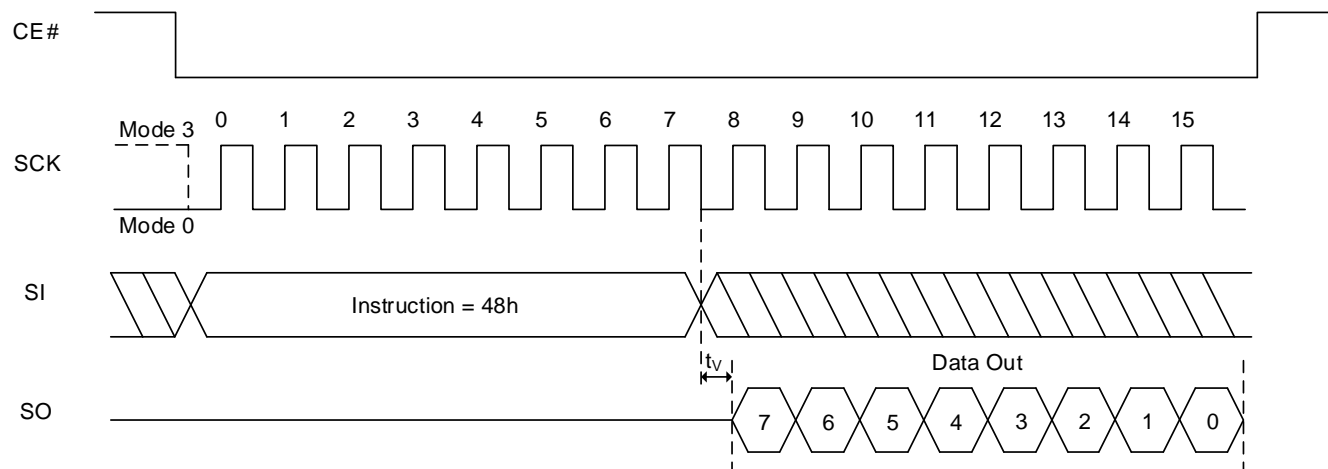 CE#
Mode 3
0 1 2 3 4 5 6 7 8 9 10 11 12 13 14 15
SCK
Mode 0
SI
Instruction = 48h
tV
Data Out
SO
7 6 5 4 3 2 1 0